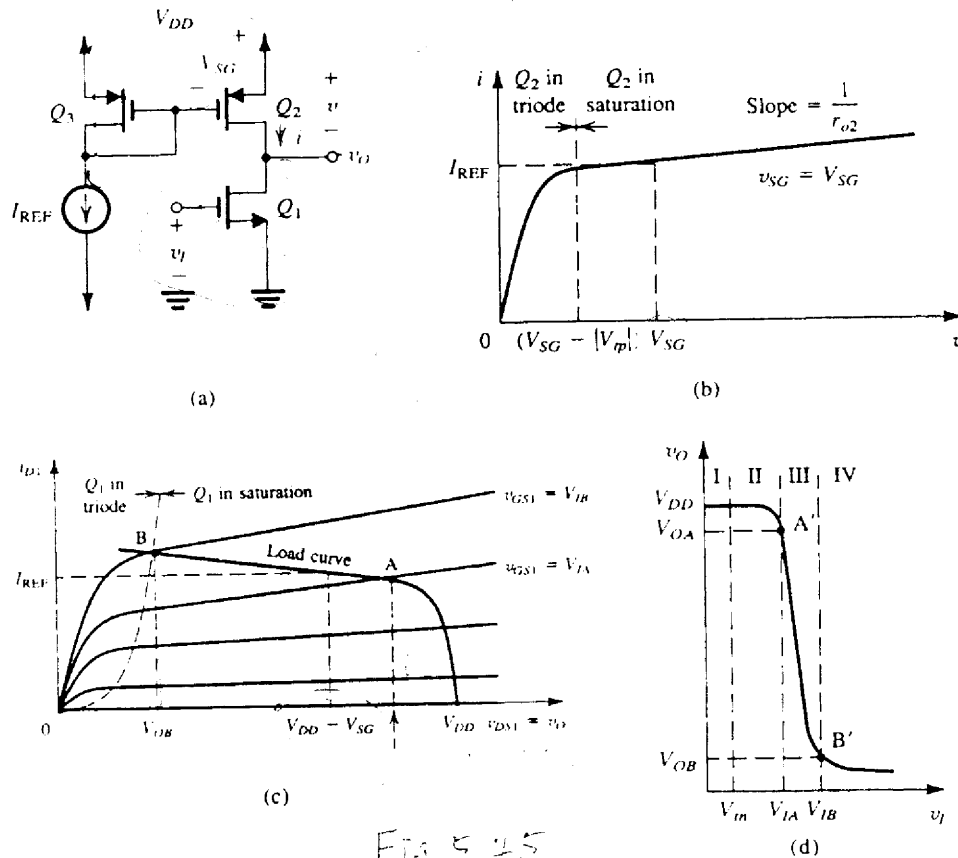 V_DD
+
V_SG
−
Q_3
Q_2
i
+
v
−
v_O
I_REF
Q_1
+
v_I
−
(a)
i
Q_2 in triode
Q_2 in saturation
Slope = 1/r_o2
I_REF
v_SG = V_SG
0
(V_SG − |V_tp|)
V_SG
v
(b)
i_D1
Q_1 in triode
Q_1 in saturation
v_GS1 = V_IB
B
Load curve
A
I_REF
v_GS1 = V_IA
0
V_OB
V_DD − V_SG
V_DD
v_DS1 = v_O
(c)
v_O
I II III IV
V_DD
V_OA
A′
V_OB
B′
V_tn
V_IA
V_IB
v_I
(d)